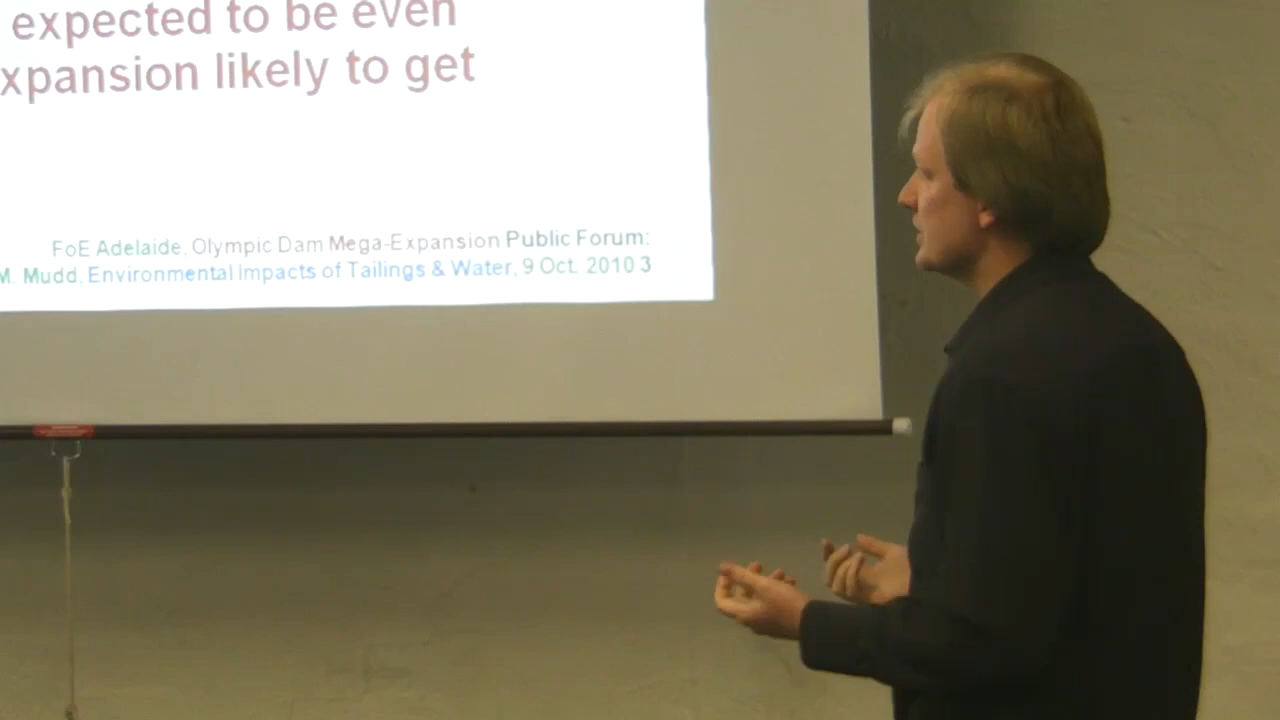 expected to be even
xpansion likely to get
FoE Adelaide, Olympic Dam Mega-Expansion Public Forum:
M. Mudd, Environmental Impacts of Tailings & Water, 9 Oct. 2010 3